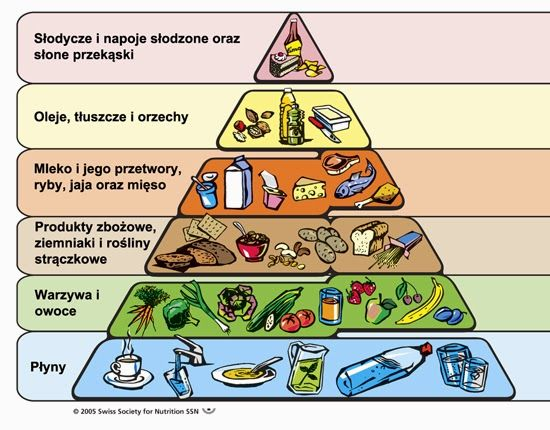 Słodycze i napoje słodzone oraz
słone przekąski
Oleje, tłuszcze i orzechy
Mleko i jego przetwory,
ryby, jaja oraz mięso
Produkty zbożowe,
ziemniaki i rośliny
strączkowe
Warzywa i
owoce
Płyny
© 2005 Swiss Society for Nutrition SSN